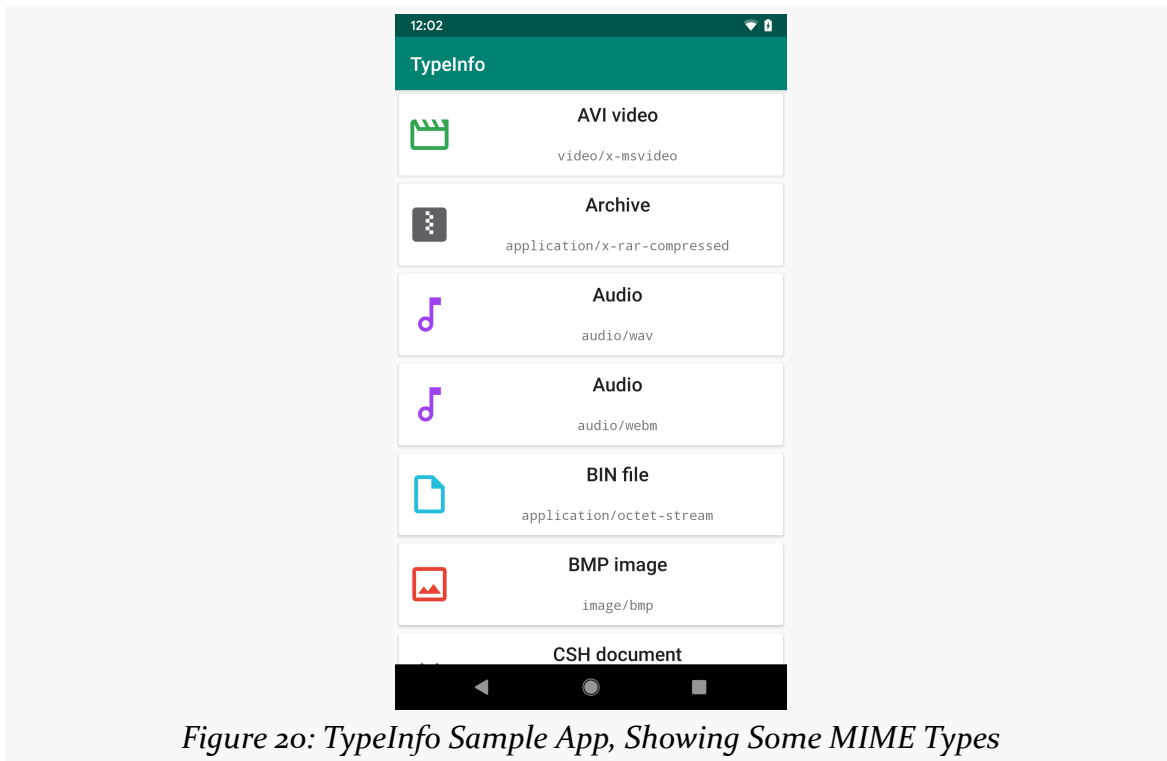 12:02
TypeInfo
AVI video
video/x-msvideo
Archive
application/x-rar-compressed
Audio
audio/wav
Audio
audio/webm
BIN file
application/octet-stream
BMP image
image/bmp
CSH document
Figure 20: TypeInfo Sample App, Showing Some MIME Types